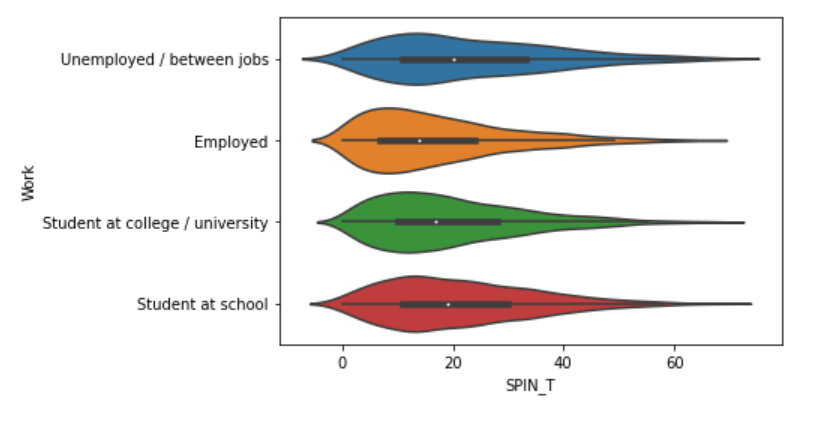 Unemployed / between jobs
Employed
Work
Student at college / university
Student at school
0 20 40 60
SPIN_T